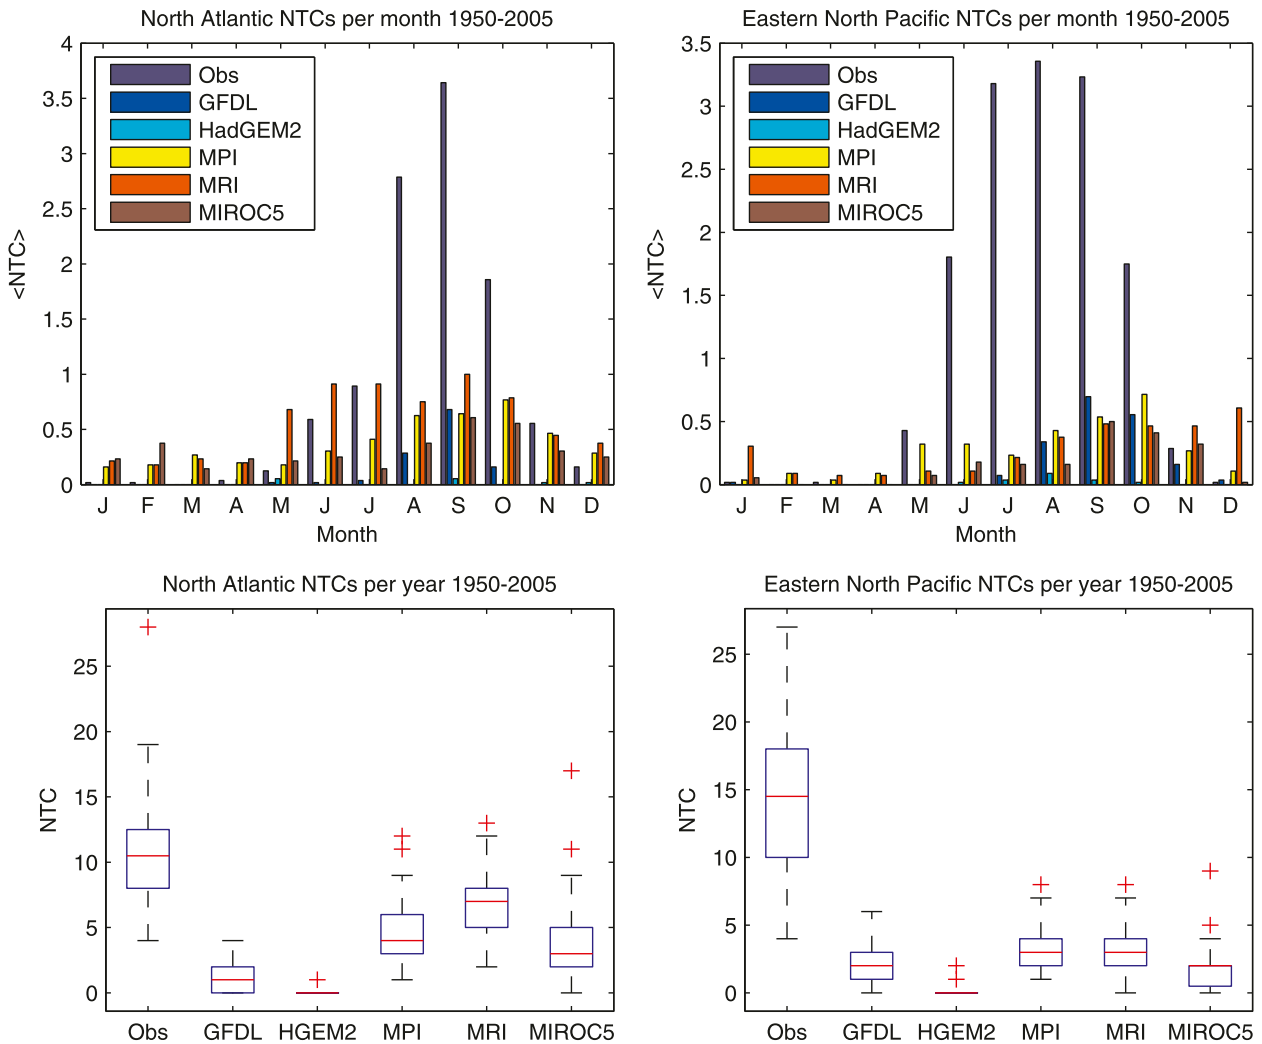 North Atlantic NTCs per month 1950-2005
4
3.5
3
2.5
2
1.5
1
0.5
0
<NTC>
Obs
GFDL
HadGEM2
MPI
MRI
MIROC5
J F M A M J J A S O N D
Month
Eastern North Pacific NTCs per month 1950-2005
3.5
3
2.5
2
1.5
1
0.5
0
<NTC>
Obs
GFDL
HadGEM2
MPI
MRI
MIROC5
J F M A M J J A S O N D
Month
North Atlantic NTCs per year 1950-2005
25
20
15
10
5
0
NTC
Obs GFDL HGEM2 MPI MRI MIROC5
Eastern North Pacific NTCs per year 1950-2005
25
20
15
10
5
0
NTC
Obs GFDL HGEM2 MPI MRI MIROC5